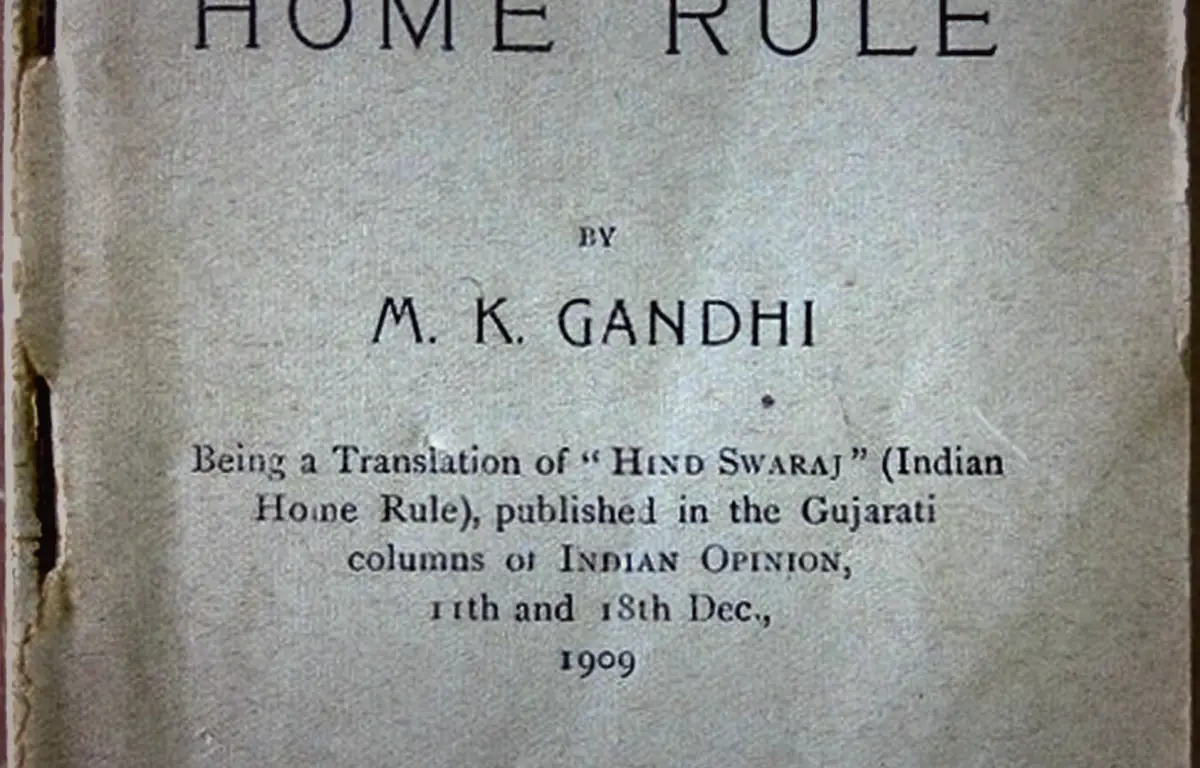 HOME RULE
BY
M. K. GANDHI
Being a Translation of “ HIND SWARAJ ” (Indian
Home Rule), published in the Gujarati
columns of INDIAN OPINION,
11th and 18th Dec.,
1909